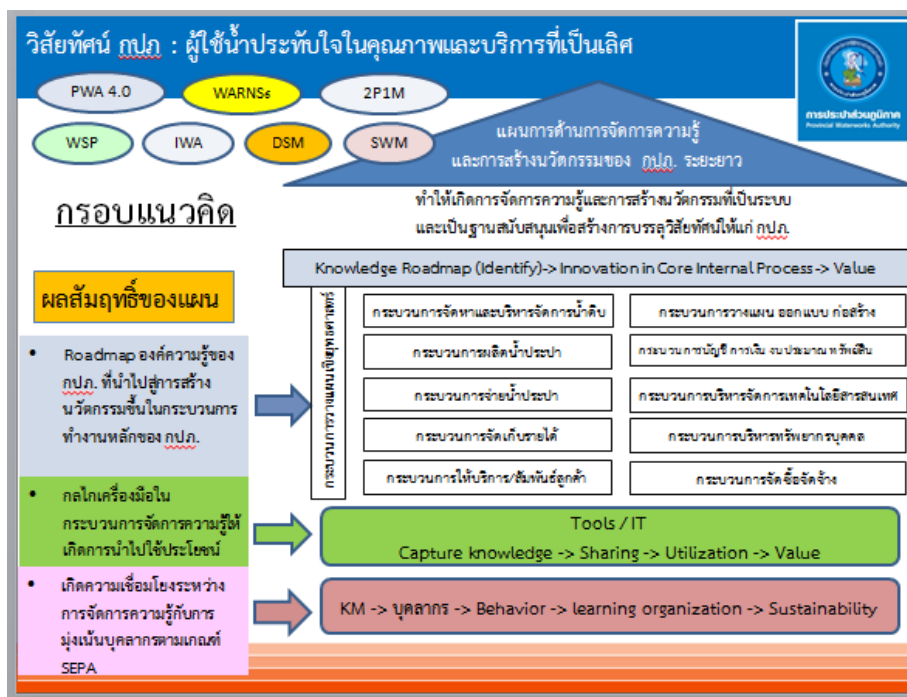 วิสัยทัศน์ กปภ : ผู้ใช้น้ำประทับใจในคุณภาพและบริการที่เป็นเลิศ
PWA 4.0
WARNSs
2P1M
WSP
IWA
DSM
SWM
การประปาส่วนภูมิภาค
Provincial Waterworks Authority
แผนการด้านการจัดการความรู้
และการสร้างนวัตกรรมของ กปภ. ระยะยาว
กรอบแนวคิด
ทำให้เกิดการจัดการความรู้และการสร้างนวัตกรรมที่เป็นระบบ
และเป็นฐานสนับสนุนเพื่อสร้างการบรรลุวิสัยทัศน์ให้แก่ กปภ.
Knowledge Roadmap (Identify)-> Innovation in Core Internal Process-> Value
ผลสัมฤทธิ์ของแผน
• Roadmap องค์ความรู้ของ
กปภ. ที่นำไปสู่การสร้าง
นวัตกรรมขึ้นในกระบวนการ
ทำงานหลักของ กปภ.
กระบวนการวางแผนเชิงยุทธศาสตร์
กระบวนการจัดหาและบริหารจัดการน้ำดิบ
กระบวนการวางแผน ออกแบบ ก่อสร้าง
กระบวนการผลิตน้ำประปา
กระบวนการบัญชี การเงิน งบประมาณ ทรัพย์สิน
กระบวนการจ่ายน้ำประปา
กระบวนการบริหารจัดการเทคโนโลยีสารสนเทศ
กระบวนการจัดเก็บรายได้
กระบวนการบริหารทรัพยากรบุคคล
กระบวนการให้บริการ/สัมพันธ์ลูกค้า
กระบวนการจัดซื้อจัดจ้าง
• กลไกเครื่องมือใน
กระบวนการจัดการความรู้ให้
เกิดการนำไปใช้ประโยชน์
Tools / IT
Capture knowledge -> Sharing -> Utilization -> Value
• เกิดความเชื่อมโยงระหว่าง
การจัดการความรู้กับการ
มุ่งเน้นบุคลากรตามเกณฑ์
SEPA
KM -> บุคลากร -> Behavior -> learning organization -> Sustainability